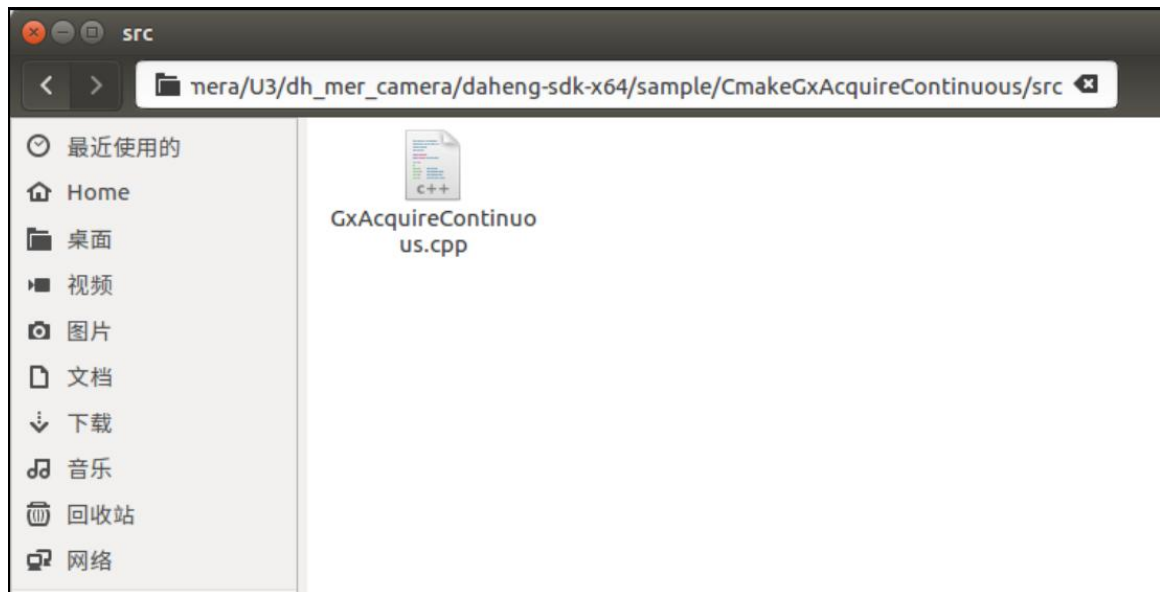 src
mera/U3/dh_mer_camera/daheng-sdk-x64/sample/CmakeGxAcquireContinuous/src
最近使用的
Home
桌面
视频
图片
文档
下载
音乐
回收站
网络
c++
GxAcquireContinuo
us.cpp